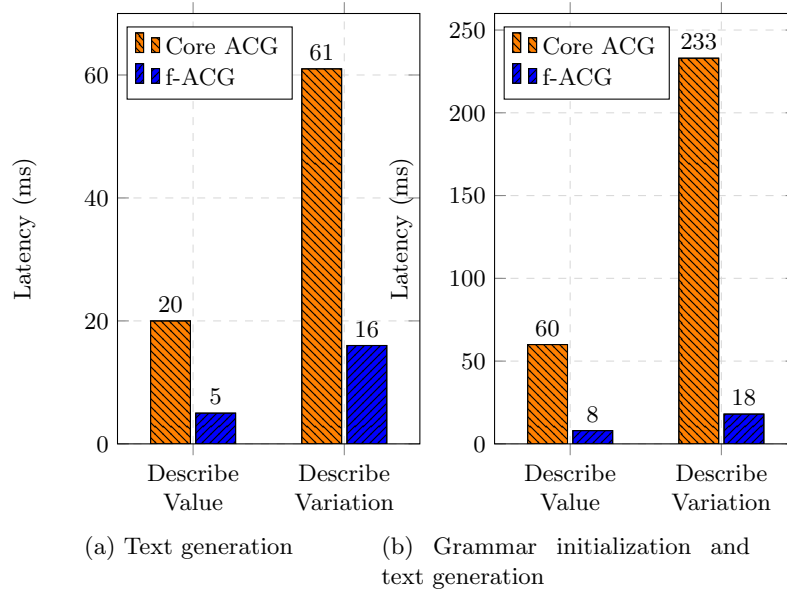 Core ACG
f-ACG
61
20
5
16
60
40
20
0
Latency (ms)
Describe
Value
Describe
Variation
(a) Text generation
Core ACG
f-ACG
233
60
8
18
250
200
150
100
50
0
Latency (ms)
Describe
Value
Describe
Variation
(b) Grammar initialization and
text generation